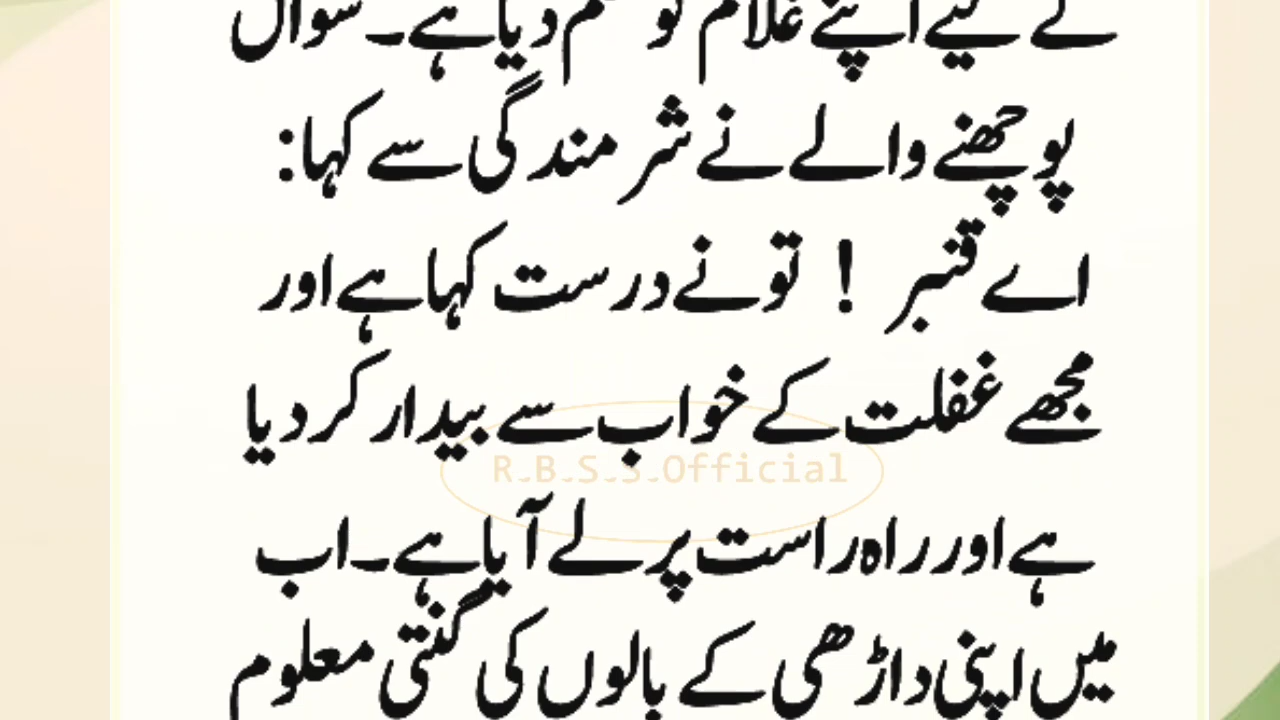 کے لیے اپنے غلام کو حکم دیا ہے۔ سوال
پوچھنے والے نے شرمندگی سے کہا:
اے قنبر ! تو نے درست کہا ہے اور
مجھے غفلت کے خواب سے بیدار کر دیا
R.B.S.S.Official
ہے اور راہ راست پر لے آیا ہے۔ اب
میں اپنی داڑھی کے بالوں کی گنتی معلوم